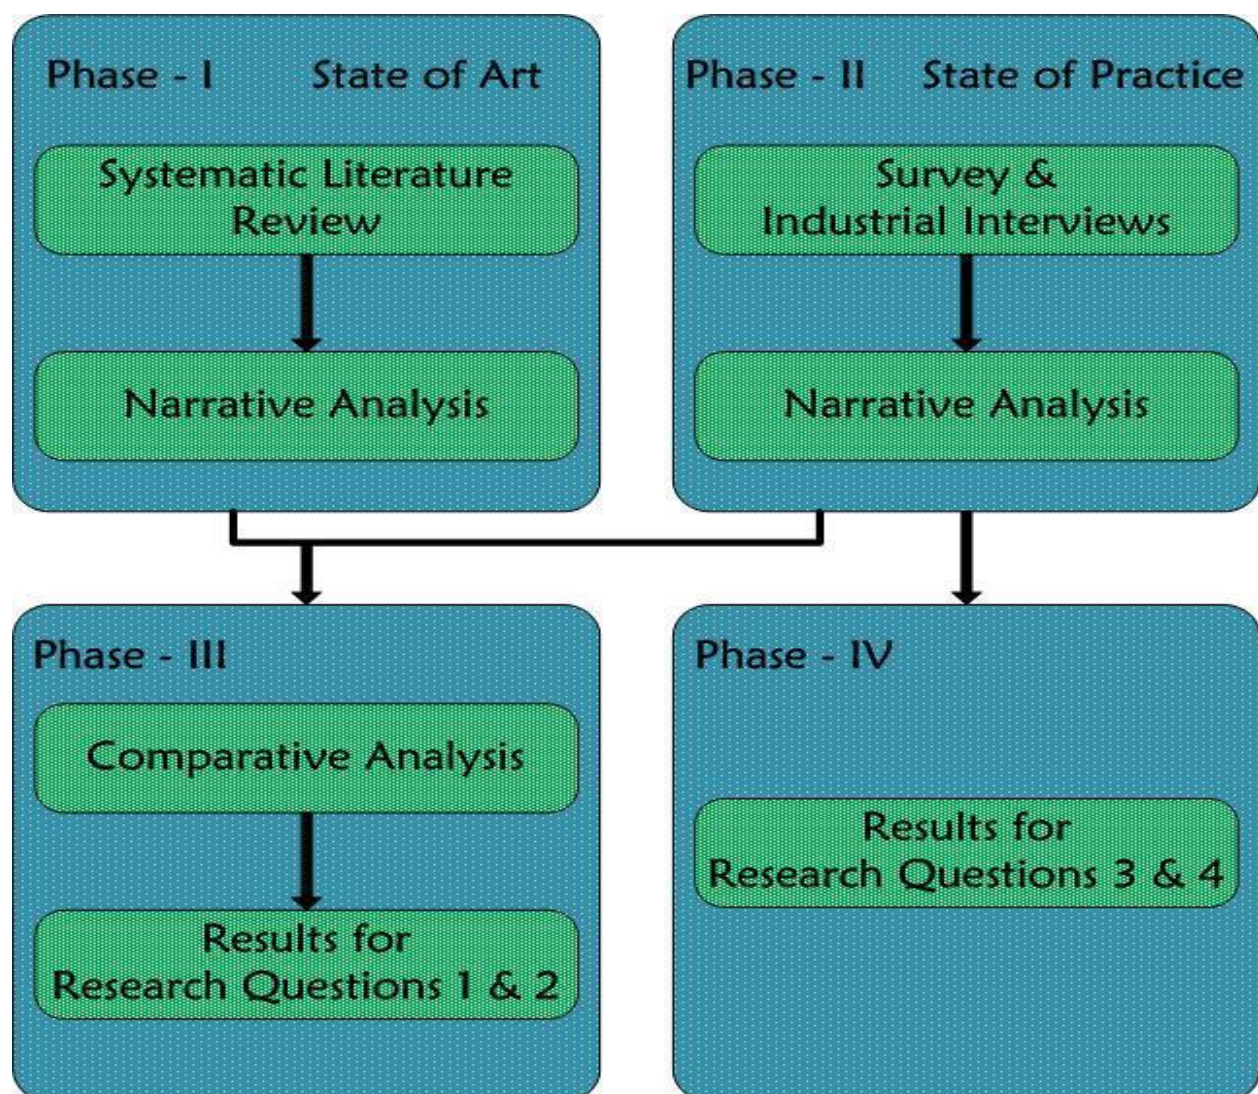 Phase - I State of Art
Systematic Literature
Review
Narrative Analysis
Phase - II State of Practice
Survey &
Industrial Interviews
Narrative Analysis
Phase - III
Comparative Analysis
Results for
Research Questions 1 & 2
Phase - IV
Results for
Research Questions 3 & 4